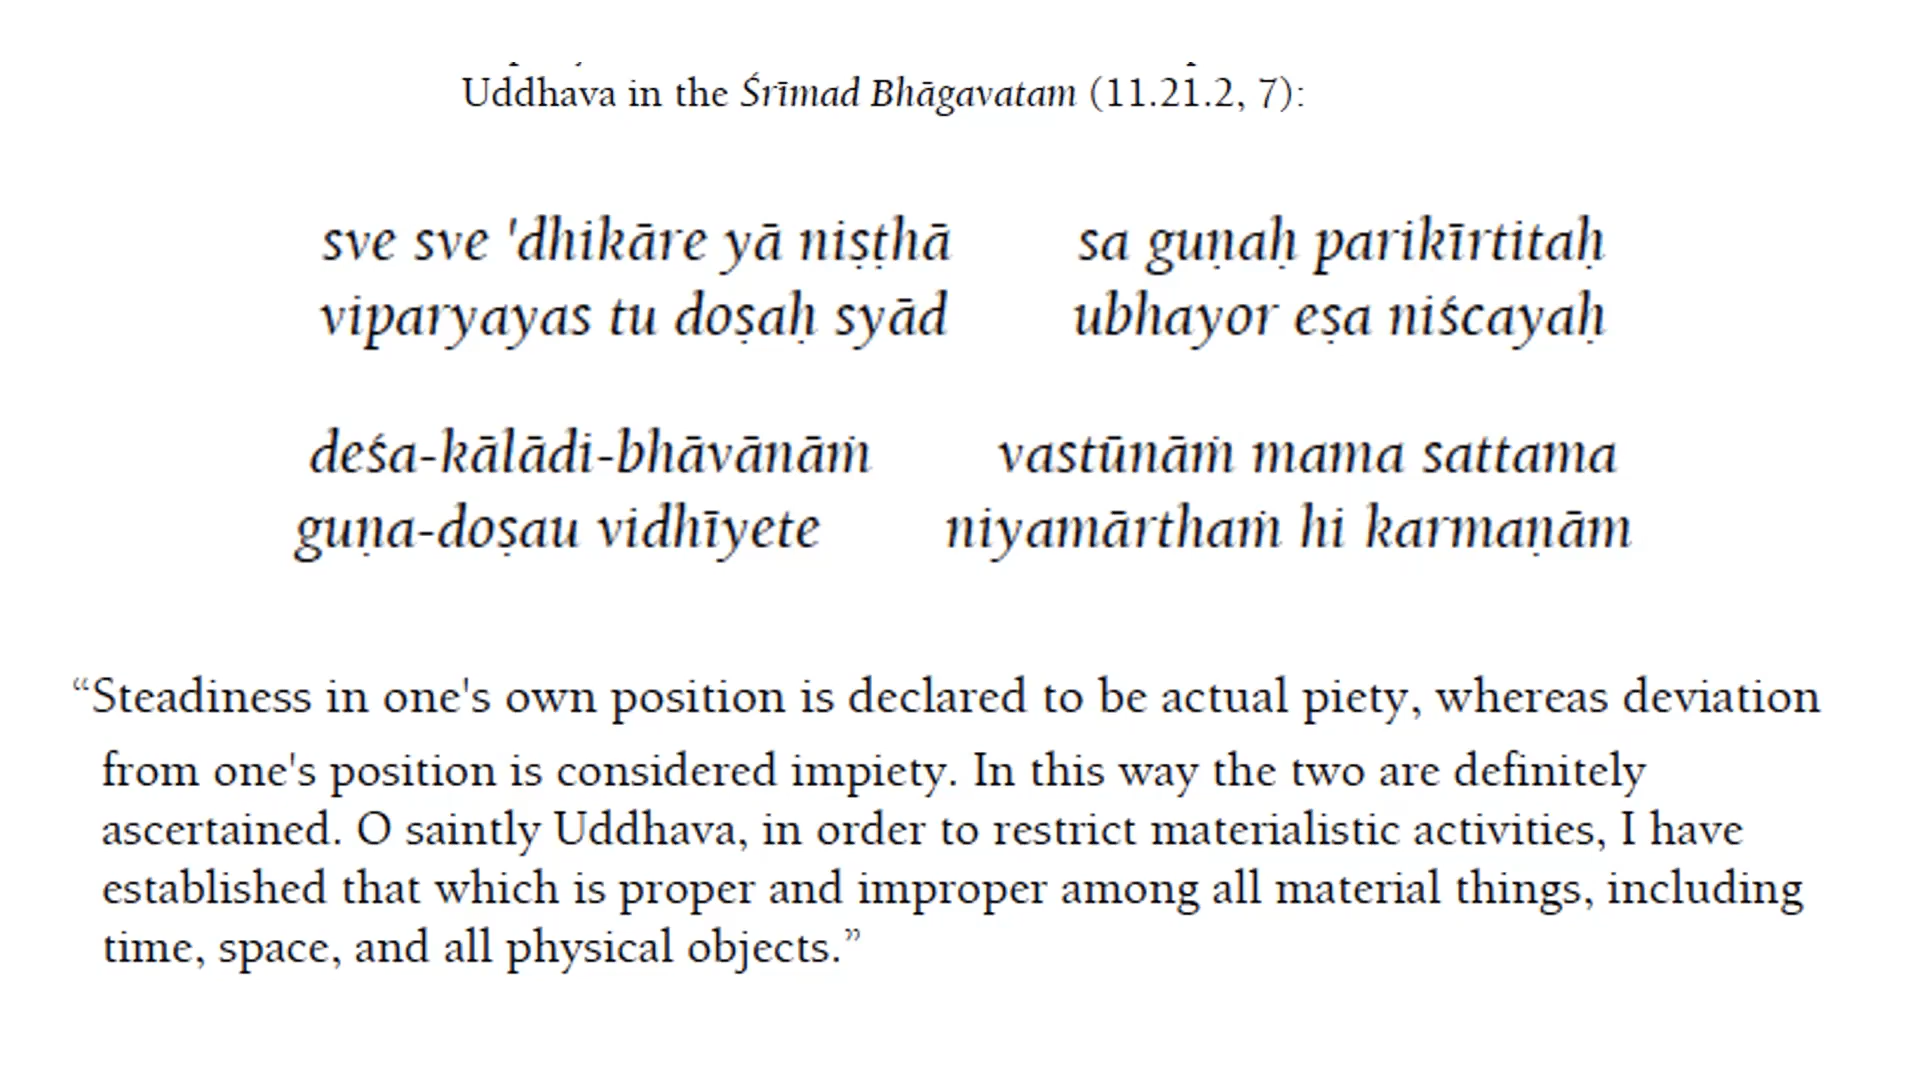 Uddhava in the Śrīmad Bhāgavatam (11.21.2, 7):
sve sve 'dhikāre yā niṣṭhā sa guṇaḥ parikīrtitaḥ
viparyayas tu doṣaḥ syād ubhayor eṣa niścayaḥ
deśa-kālādi-bhāvānāṁ vastūnāṁ mama sattama
guṇa-doṣau vidhīyete niyamārthaṁ hi karmaṇām
“Steadiness in one's own position is declared to be actual piety, whereas deviation
from one's position is considered impiety. In this way the two are definitely
ascertained. O saintly Uddhava, in order to restrict materialistic activities, I have
established that which is proper and improper among all material things, including
time, space, and all physical objects.”